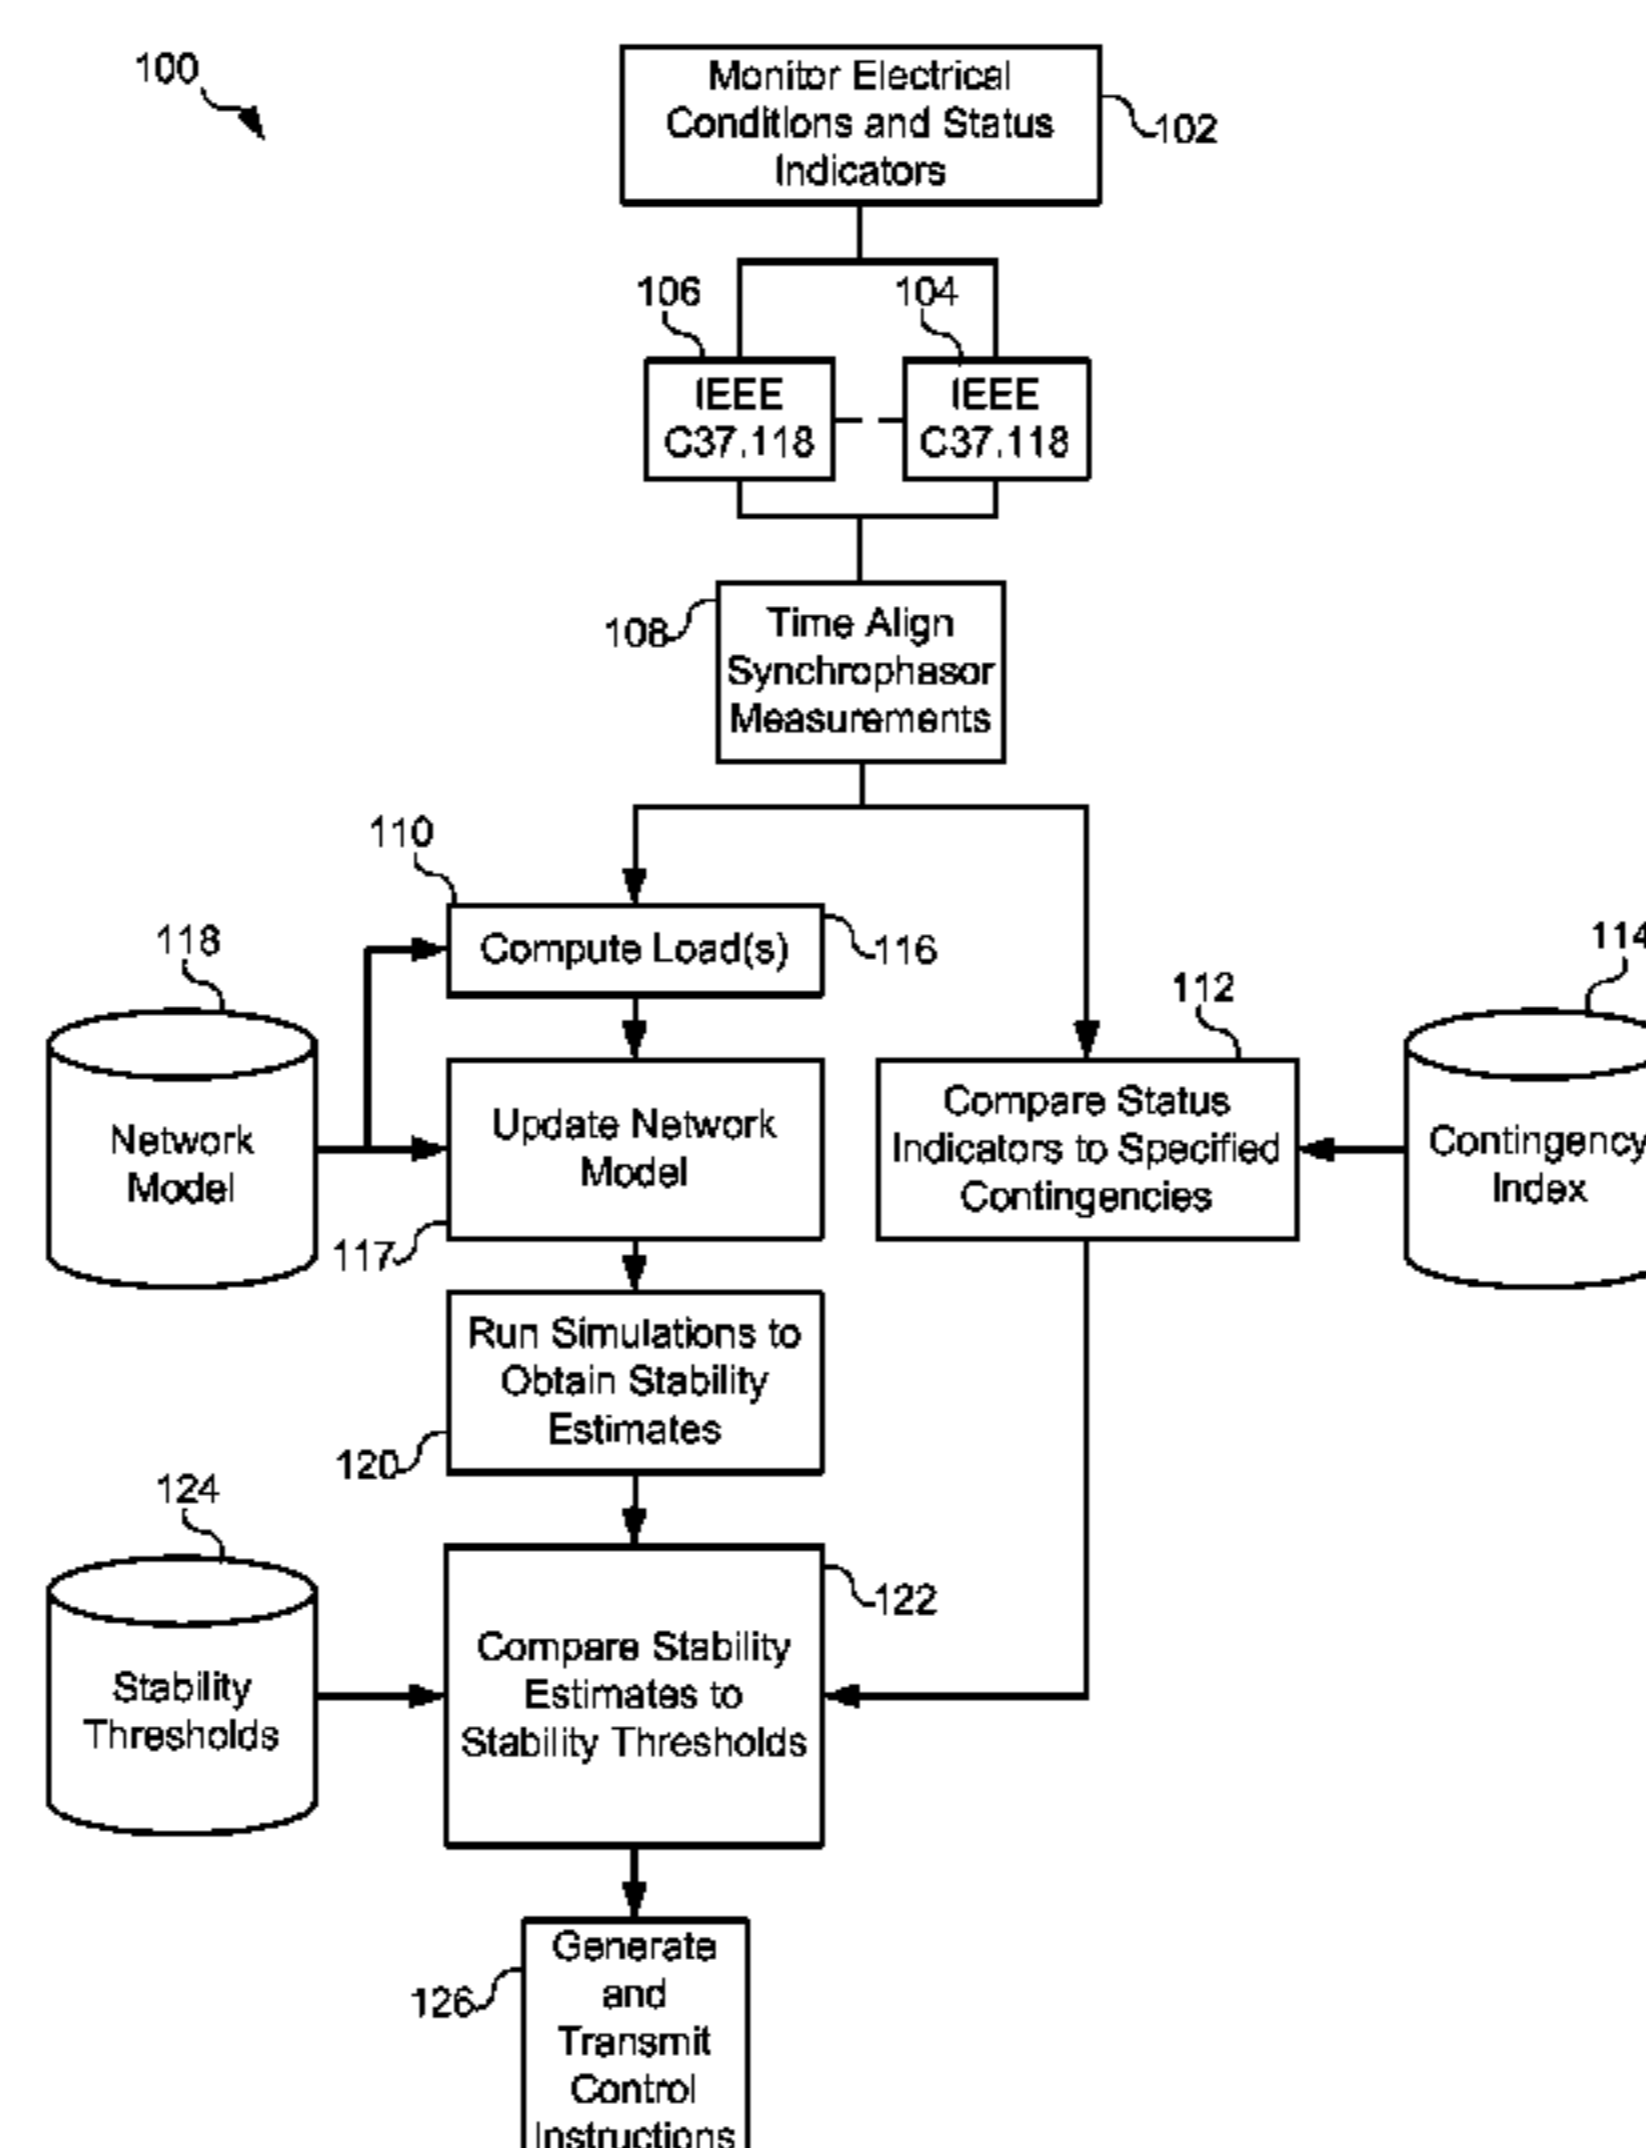 100
Monitor Electrical
Conditions and Status
Indicators
102
106
104
IEEE
C37.118
IEEE
C37.118
108
Time Align
Synchrophasor
Measurements
110
118
Compute Load(s)
116
114
112
Network
Model
Update Network
Model
Compare Status
Indicators to Specified
Contingencies
Contingency
Index
117
Run Simulations to
Obtain Stability
Estimates
120
124
122
Stability
Thresholds
Compare Stability
Estimates to
Stability Thresholds
126
Generate
and
Transmit
Control
Instructions